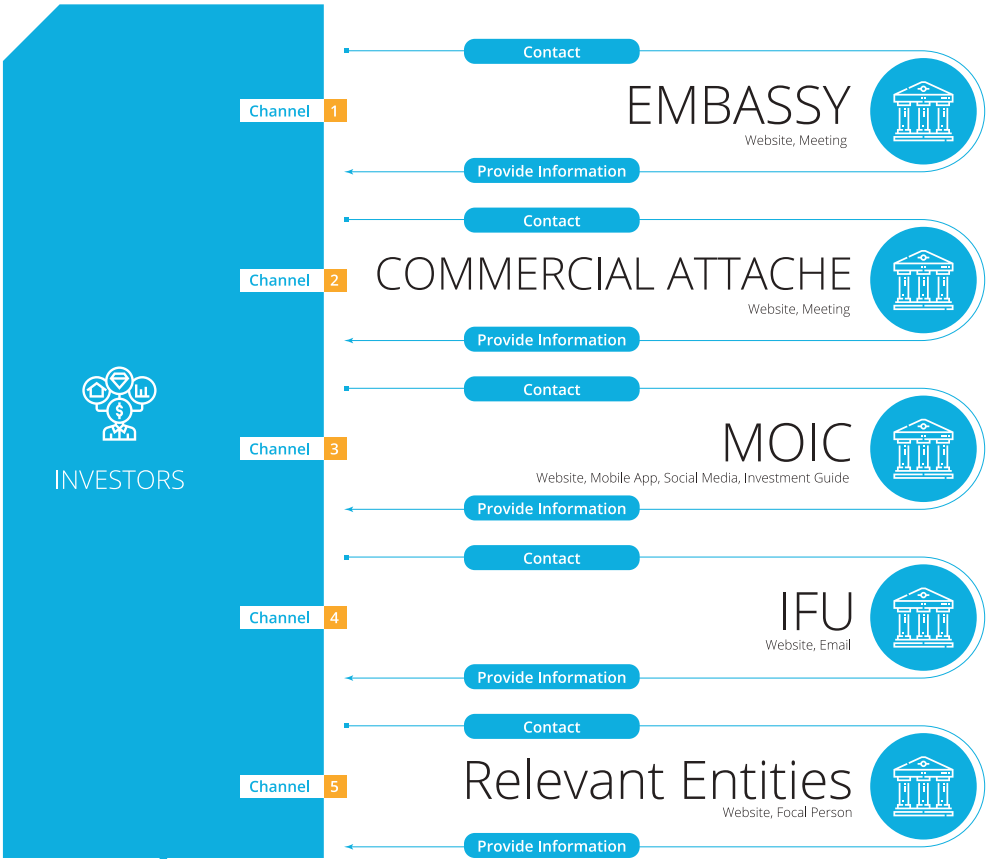 Contact
Channel 1
EMBASSY
Website, Meeting
Provide Information
Contact
Channel 2
COMMERCIAL ATTACHE
Website, Meeting
Provide Information
INVESTORS
Contact
Channel 3
MOIC
Website, Mobile App, Social Media, Investment Guide
Provide Information
Contact
Channel 4
IFU
Website, Email
Provide Information
Contact
Channel 5
Relevant Entities
Website, Focal Person
Provide Information